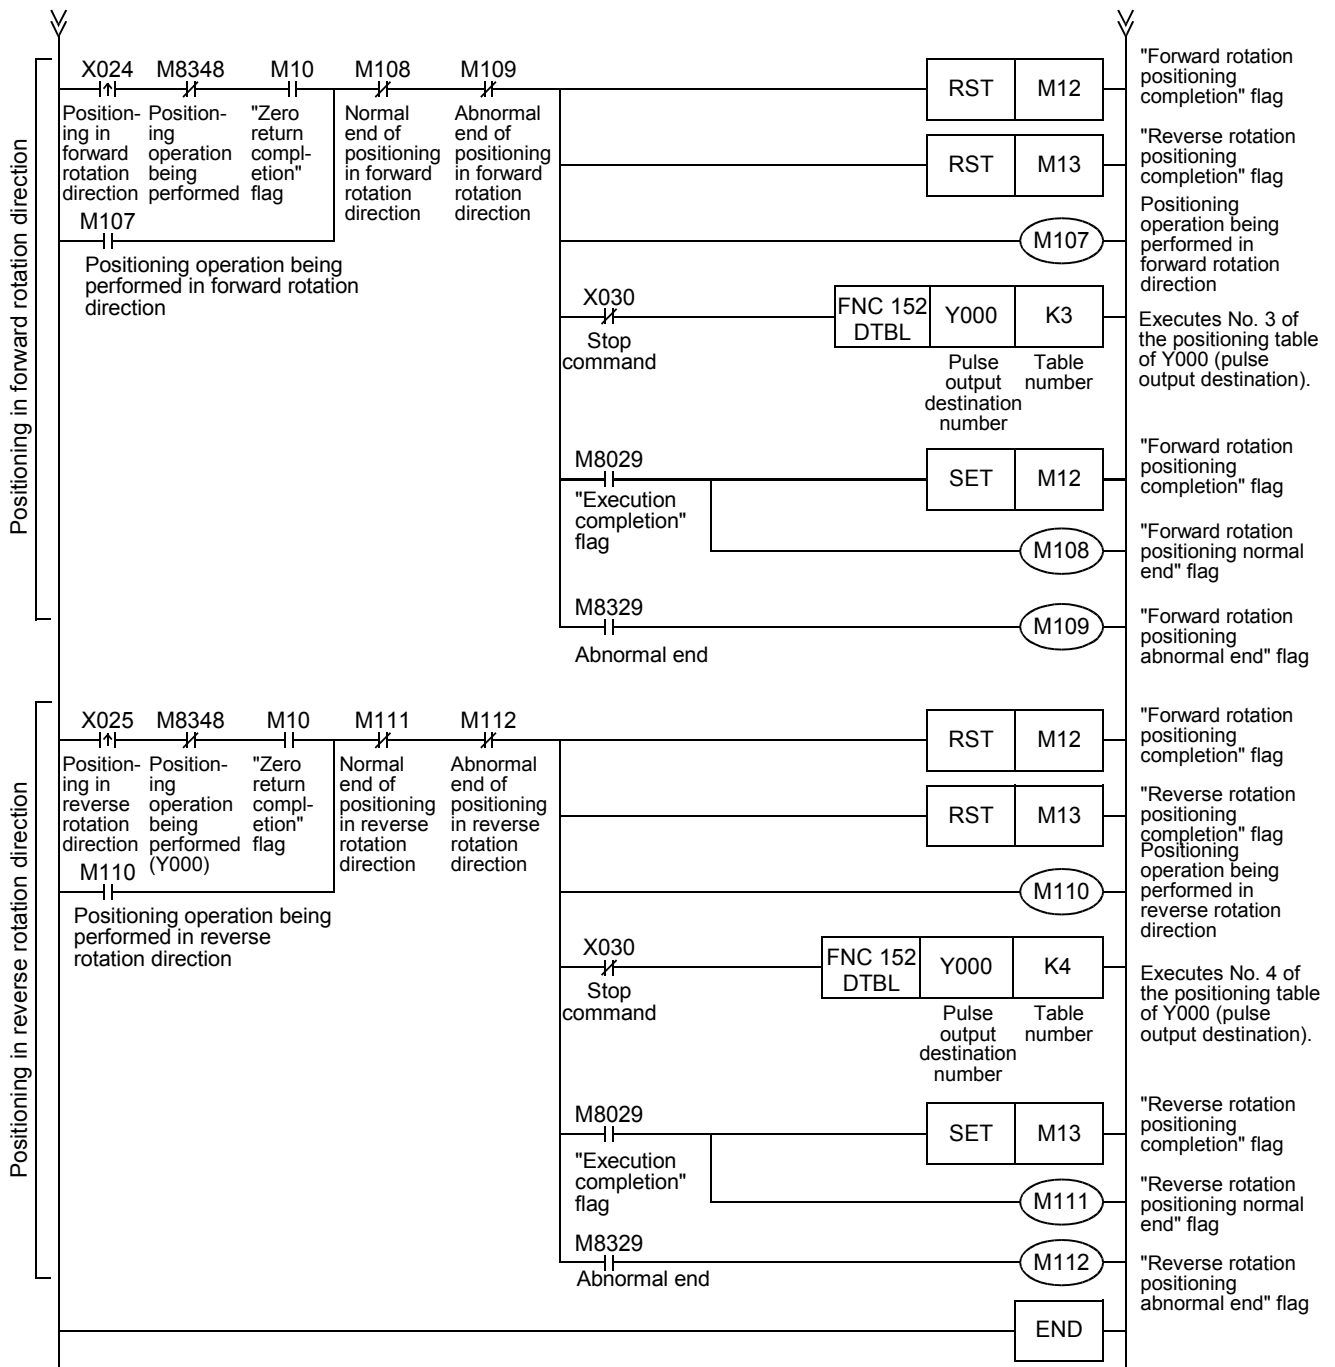 Positioning in forward rotation direction
X024 M8348 M10 M108 M109
Position-
ing in
forward
rotation
direction
Position-
ing
operation
being
performed
"Zero
return
compl-
etion"
flag
Normal
end of
positioning
in forward
rotation
direction
Abnormal
end of
positioning
in forward
rotation
direction
RST M12
"Forward rotation
positioning
completion" flag
RST M13
"Reverse rotation
positioning
completion" flag
M107
Positioning operation being
performed in forward rotation
direction
M107
Positioning
operation being
performed in
forward rotation
direction
X030
Stop
command
FNC 152
DTBL
Y000 K3
Pulse
output
destination
number
Table
number
Executes No. 3 of
the positioning table
of Y000 (pulse
output destination).
M8029
"Execution
completion"
flag
SET M12
"Forward rotation
positioning
completion" flag
M108
"Forward rotation
positioning normal
end" flag
M8329
Abnormal end
M109
"Forward rotation
positioning
abnormal end" flag
Positioning in reverse rotation direction
X025 M8348 M10 M111 M112
Position-
ing in
reverse
rotation
direction
Position-
ing
operation
being
performed
(Y000)
"Zero
return
compl-
etion"
flag
Normal
end of
positioning
in reverse
rotation
direction
Abnormal
end of
positioning
in reverse
rotation
direction
RST M12
"Forward rotation
positioning
completion" flag
RST M13
"Reverse rotation
positioning
completion" flag
M110
Positioning operation being
performed in reverse
rotation direction
M110
Positioning
operation being
performed in
reverse rotation
direction
X030
Stop
command
FNC 152
DTBL
Y000 K4
Pulse
output
destination
number
Table
number
Executes No. 4 of
the positioning table
of Y000 (pulse
output destination).
M8029
"Execution
completion"
flag
SET M13
"Reverse rotation
positioning
completion" flag
M111
"Reverse rotation
positioning normal
end" flag
M8329
Abnormal end
M112
"Reverse rotation
positioning
abnormal end" flag
END